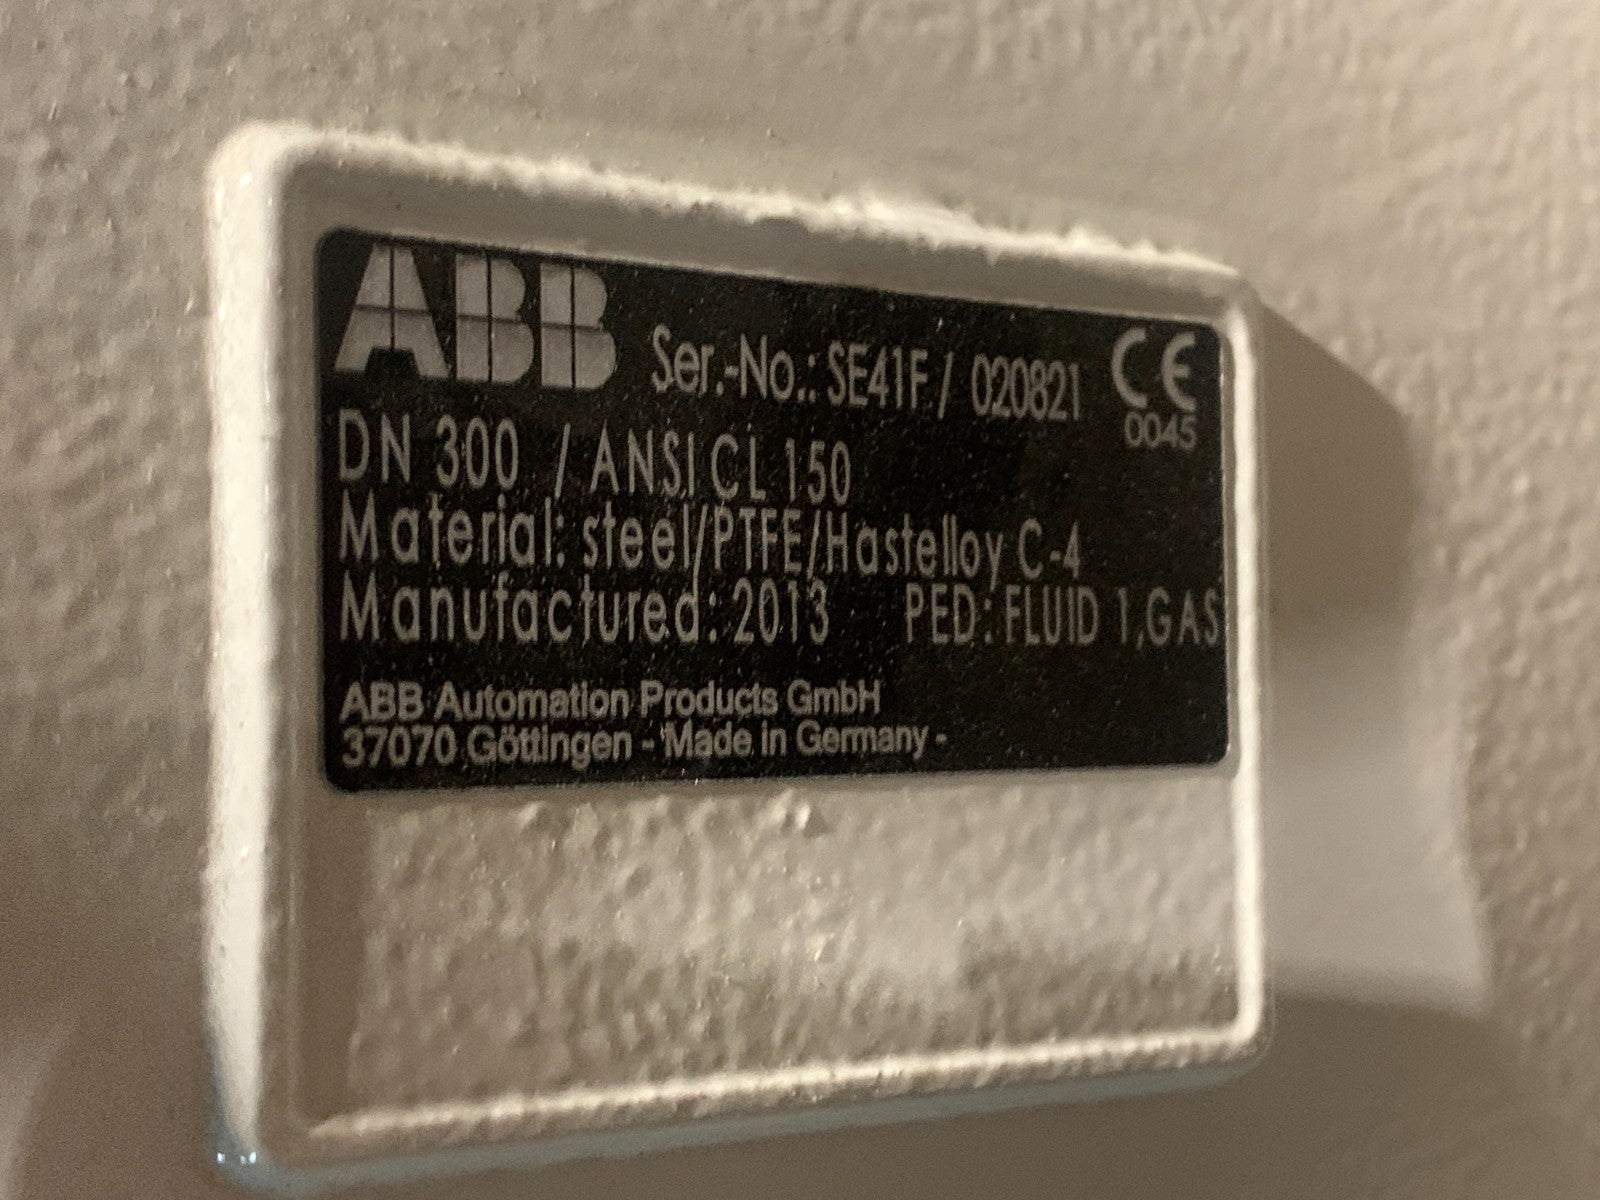 ABB Ser.-No.: SE41F / 020821 CE
0045
DN 300 / ANSI CL 150
Material: steel/PTFE/Hastelloy C-4
Manufactured: 2013 PED: FLUID 1,GAS
ABB Automation Products GmbH
37070 Göttingen - Made in Germany -